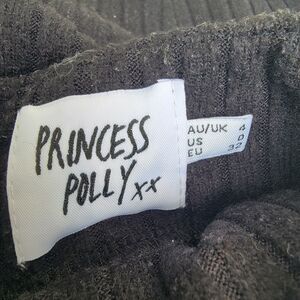 PRINCESS
POLLY xx
AU/UK 4
US 0
EU 32